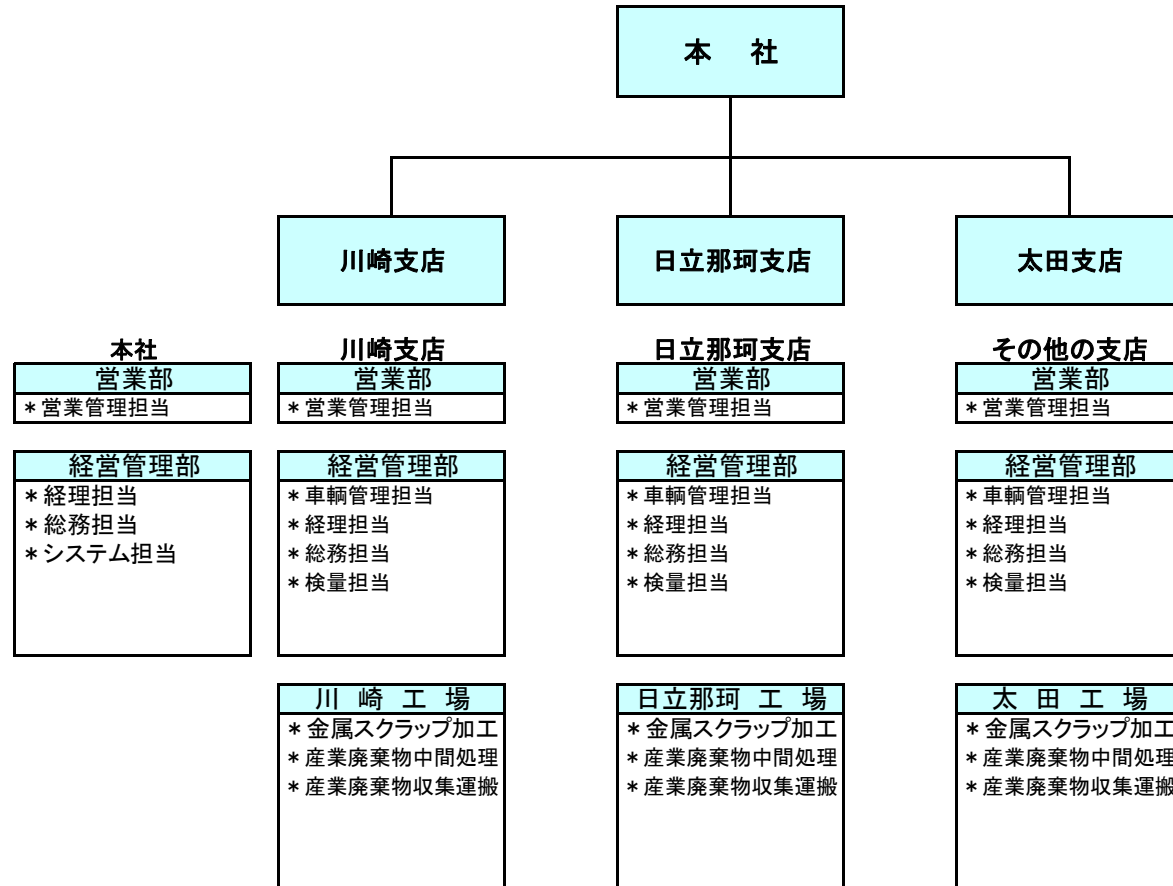 本 社
川崎支店
日立那珂支店
太田支店
本社
営業部
*営業管理担当
経営管理部
*経理担当
*総務担当
*システム担当
川崎支店
営業部
*営業管理担当
経営管理部
*車輌管理担当
*経理担当
*総務担当
*検量担当
川 崎 工 場
*金属スクラップ加工
*産業廃棄物中間処理
*産業廃棄物収集運搬
日立那珂支店
営業部
*営業管理担当
経営管理部
*車輌管理担当
*経理担当
*総務担当
*検量担当
日立那珂 工 場
*金属スクラップ加工
*産業廃棄物中間処理
*産業廃棄物収集運搬
その他の支店
営業部
*営業管理担当
経営管理部
*車輌管理担当
*経理担当
*総務担当
*検量担当
太 田 工 場
*金属スクラップ加工
*産業廃棄物中間処理
*産業廃棄物収集運搬